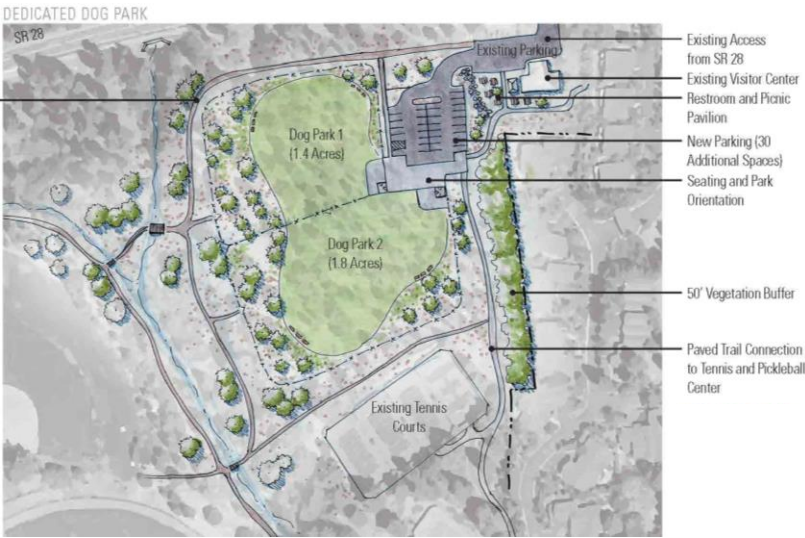 DEDICATED DOG PARK
SR 28
Existing Parking
Existing Access
from SR 28
Existing Visitor Center
Restroom and Picnic
Pavilion
Dog Park 1
(1.4 Acres)
New Parking (30
Additional Spaces)
Seating and Park
Orientation
Dog Park 2
(1.8 Acres)
50' Vegetation Buffer
Paved Trail Connection
to Tennis and Pickleball
Center
Existing Tennis
Courts